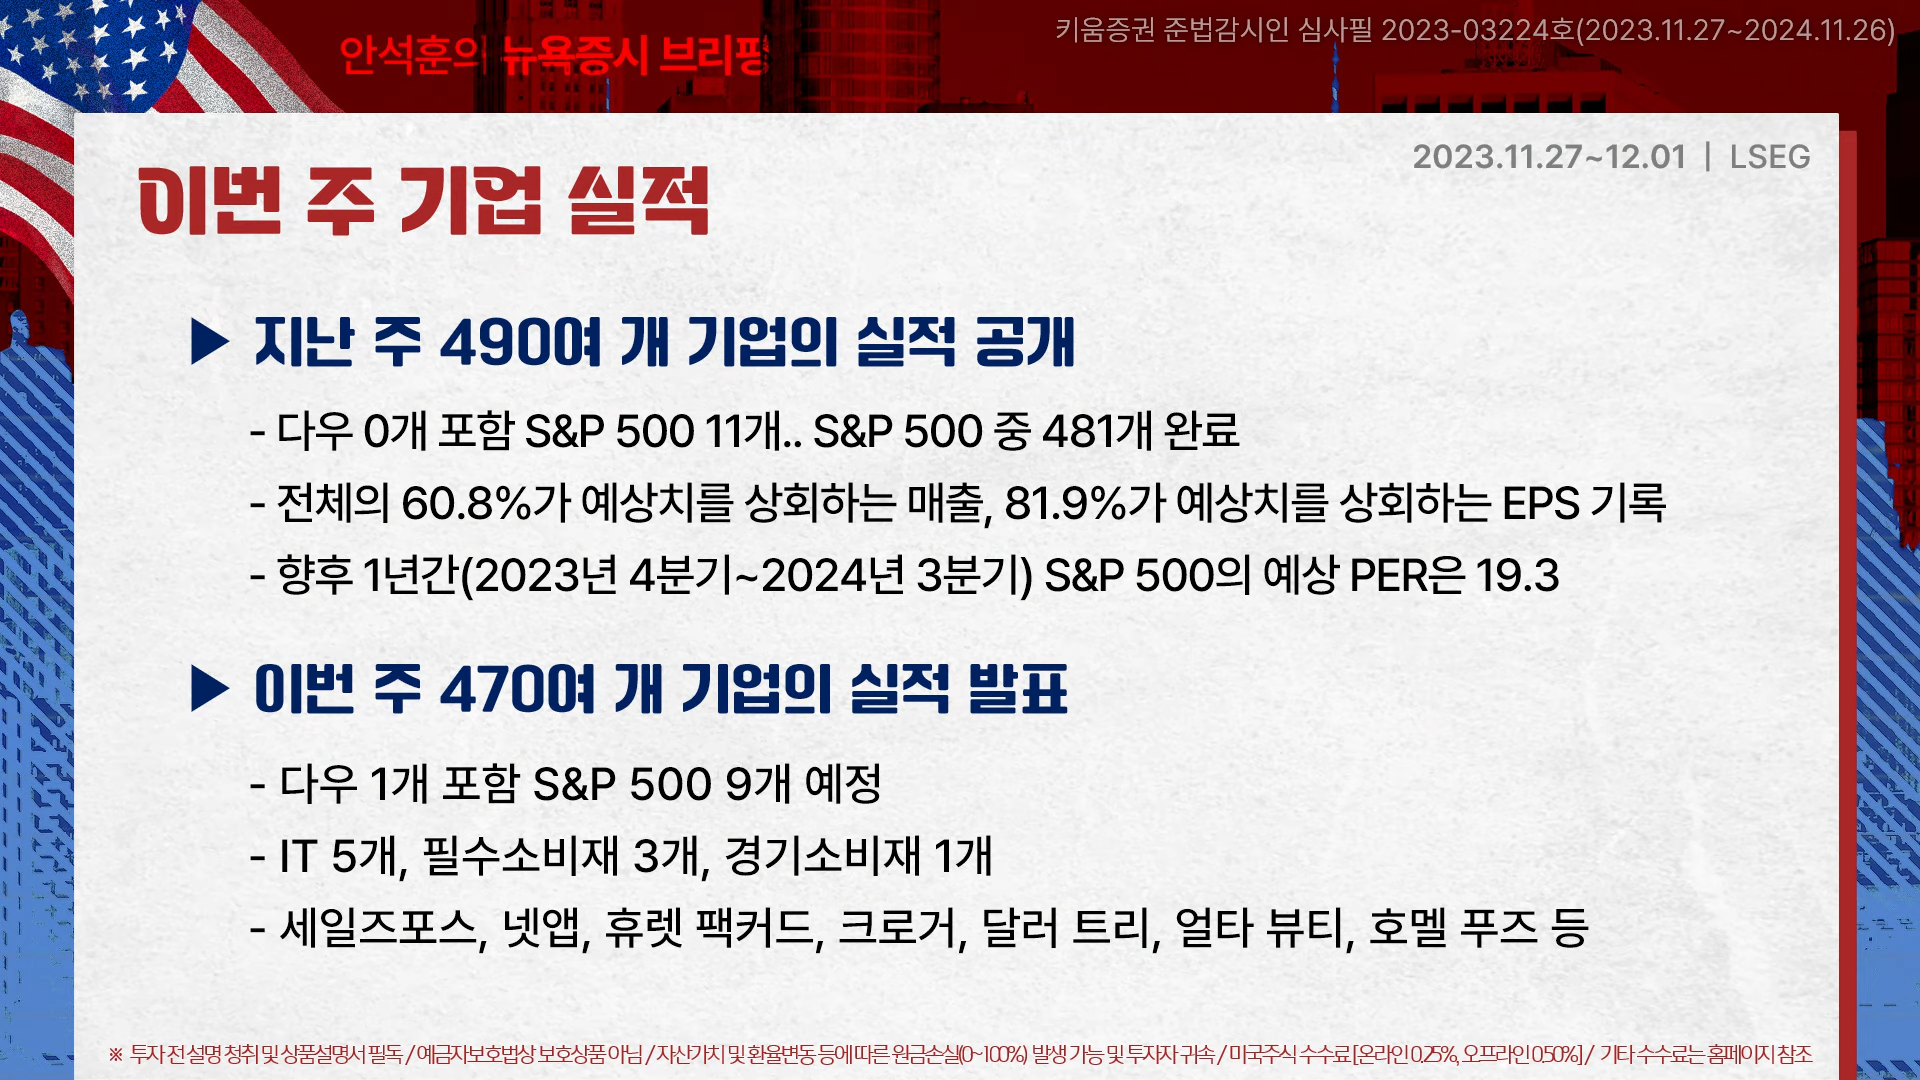 안석훈의 뉴욕증시 브리핑
키움증권 준법감시인 심사필 2023-03224호(2023.11.27~2024.11.26)
2023.11.27~12.01 | LSEG
이번 주 기업 실적
▶ 지난 주 490여 개 기업의 실적 공개
- 다우 0개 포함 S&P 500 11개.. S&P 500 중 481개 완료
- 전체의 60.8%가 예상치를 상회하는 매출, 81.9%가 예상치를 상회하는 EPS 기록
- 향후 1년간(2023년 4분기~2024년 3분기) S&P 500의 예상 PER은 19.3
▶ 이번 주 470여 개 기업의 실적 발표
- 다우 1개 포함 S&P 500 9개 예정
- IT 5개, 필수소비재 3개, 경기소비재 1개
- 세일즈포스, 넷앱, 휴렛 팩커드, 크로거, 달러 트리, 얼타 뷰티, 호멜 푸즈 등
※ 투자 전 설명 청취 및 상품설명서 필독 / 예금자보호법상 보호상품 아님 / 자산가치 및 환율변동 등에 따른 원금손실(0~100%) 발생 가능 및 투자자 귀속 / 미국주식 수수료 [온라인 0.25%, 오프라인 0.50%] / 기타 수수료는 홈페이지 참조